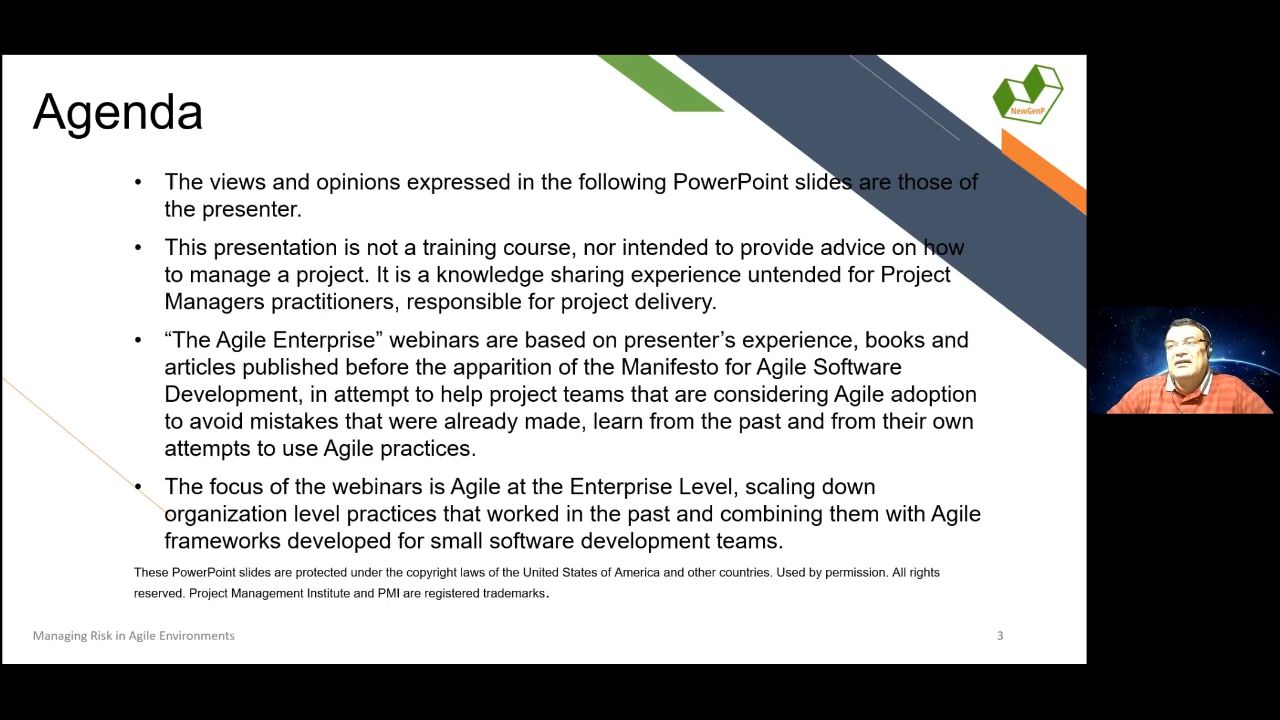 Agenda
NewGenP
• The views and opinions expressed in the following PowerPoint slides are those of
the presenter.
• This presentation is not a training course, nor intended to provide advice on how
to manage a project. It is a knowledge sharing experience untended for Project
Managers practitioners, responsible for project delivery.
• “The Agile Enterprise” webinars are based on presenter’s experience, books and
articles published before the apparition of the Manifesto for Agile Software
Development, in attempt to help project teams that are considering Agile adoption
to avoid mistakes that were already made, learn from the past and from their own
attempts to use Agile practices.
• The focus of the webinars is Agile at the Enterprise Level, scaling down
organization level practices that worked in the past and combining them with Agile
frameworks developed for small software development teams.
These PowerPoint slides are protected under the copyright laws of the United States of America and other countries. Used by permission. All rights
reserved. Project Management Institute and PMI are registered trademarks.
Managing Risk in Agile Environments
3